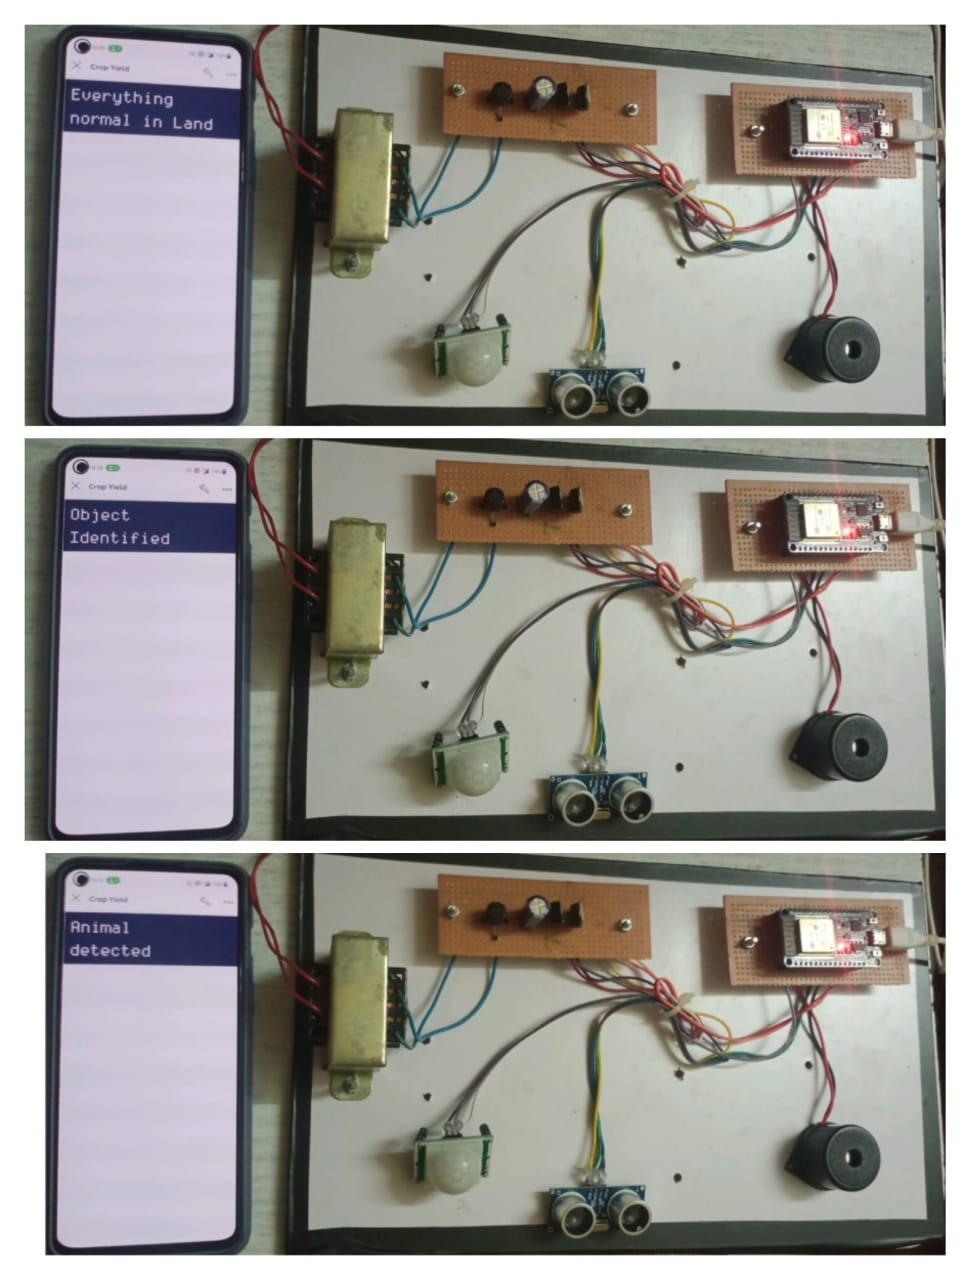 Crop Yield
Everything
normal in Land
Crop Yield
Object
Identified
Crop Yield
Animal
detected